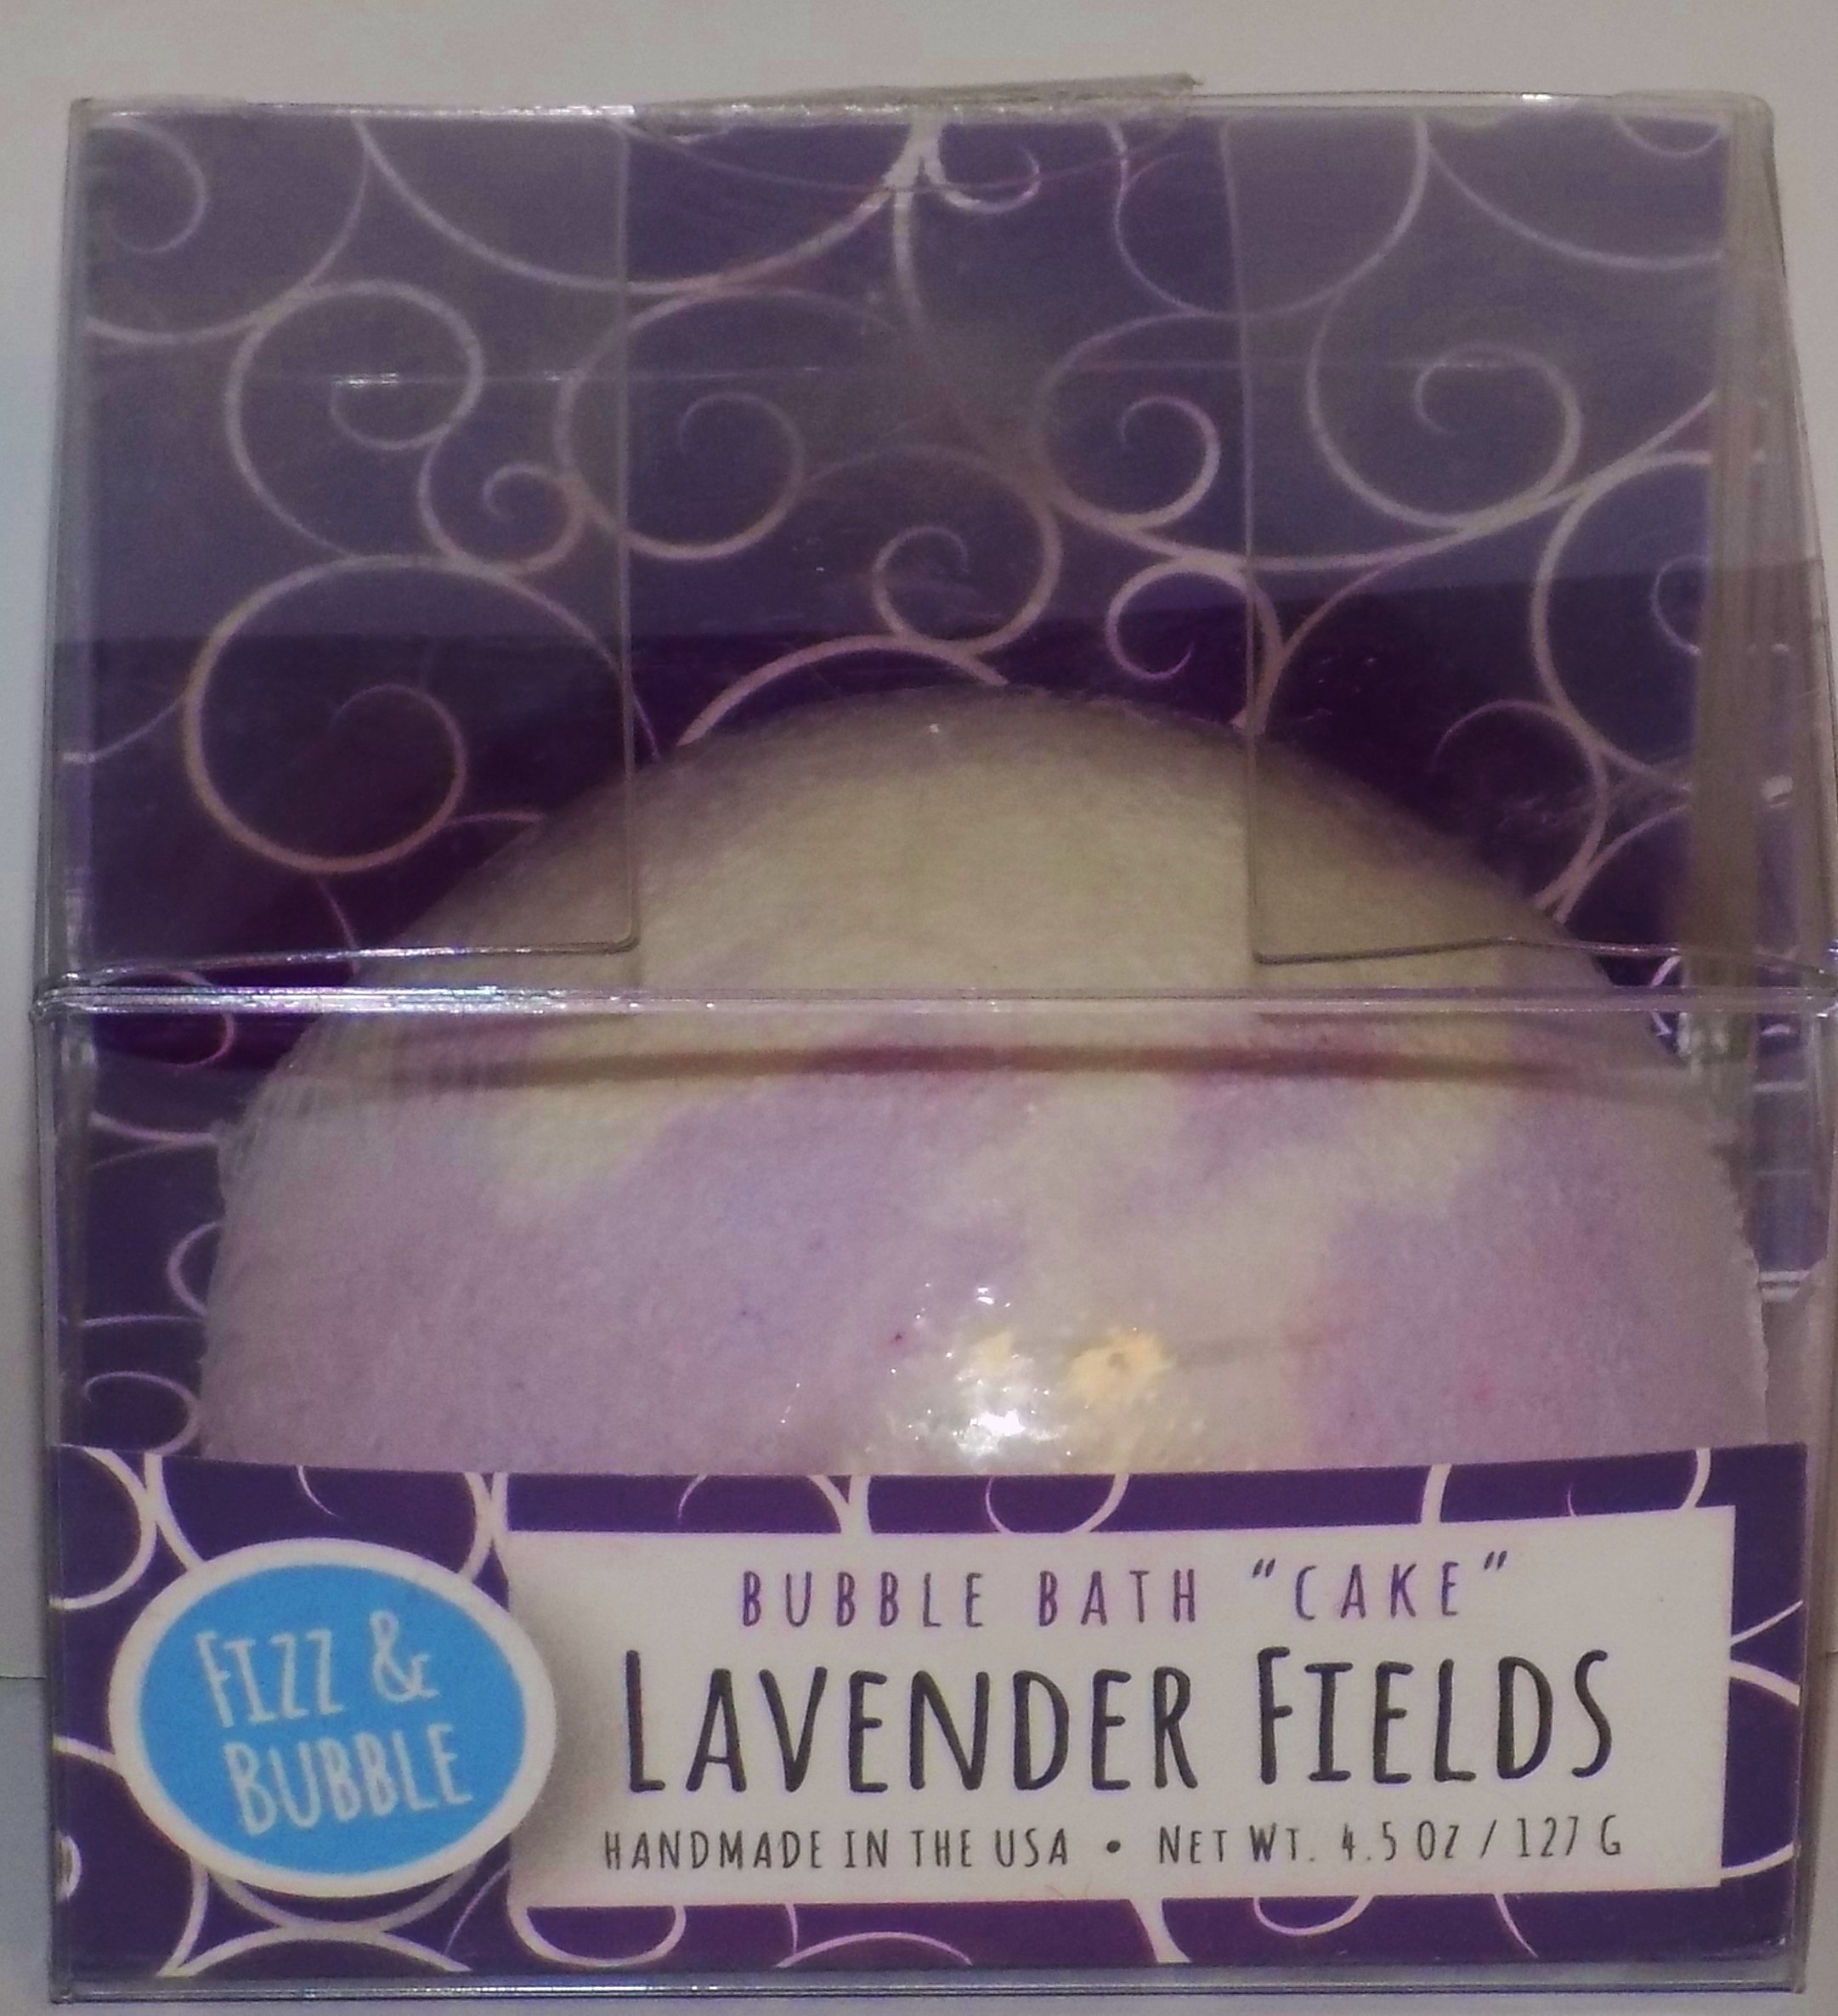 FIZZ &
BUBBLE
BUBBLE BATH "CAKE"
LAVENDER FIELDS
HANDMADE IN THE USA • NET WT. 4.5 OZ / 127 G